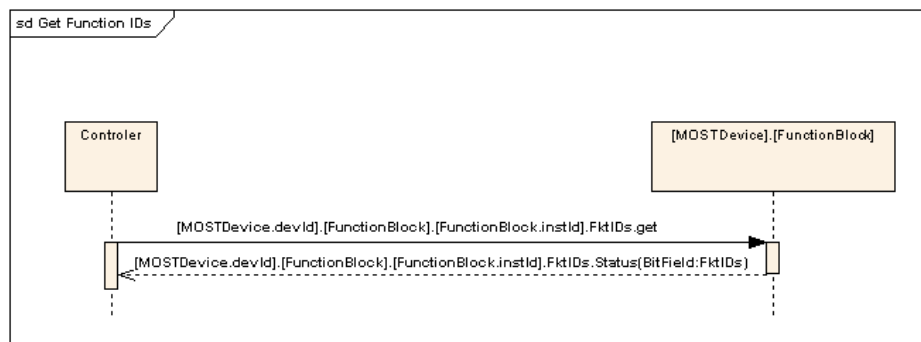 sd Get Function IDs
Controler
[MOSTDevice].[FunctionBlock]
[MOSTDevice.devId].[FunctionBlock].[FunctionBlock.instId].FktIDs.get
[MOSTDevice.devId].[FunctionBlock].[FunctionBlock.instId].FktIDs.Status(BitField:FktIDs)